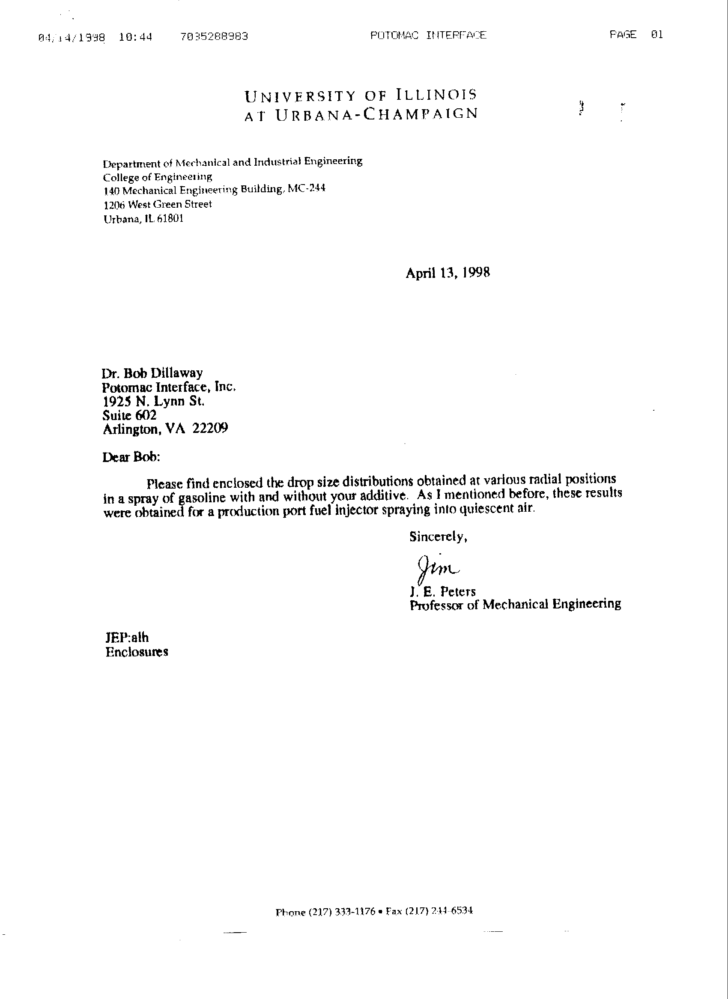 04/14/1998 10:44 7035288983 POTOMAC INTERFACE PAGE 01
UNIVERSITY OF ILLINOIS
AT URBANA-CHAMPAIGN
Department of Mechanical and Industrial Engineering
College of Engineering
140 Mechanical Engineering Building, MC-244
1206 West Green Street
Urbana, IL 61801
April 13, 1998
Dr. Bob Dillaway
Potomac Interface, Inc.
1925 N. Lynn St.
Suite 602
Arlington, VA 22209
Dear Bob:
Please find enclosed the drop size distributions obtained at various radial positions
in a spray of gasoline with and without your additive. As I mentioned before, these results
were obtained for a production port fuel injector spraying into quiescent air.
Sincerely,
Jim
J. E. Peters
Professor of Mechanical Engineering
JEP:alh
Enclosures
Phone (217) 333-1176 • Fax (217) 244-6534